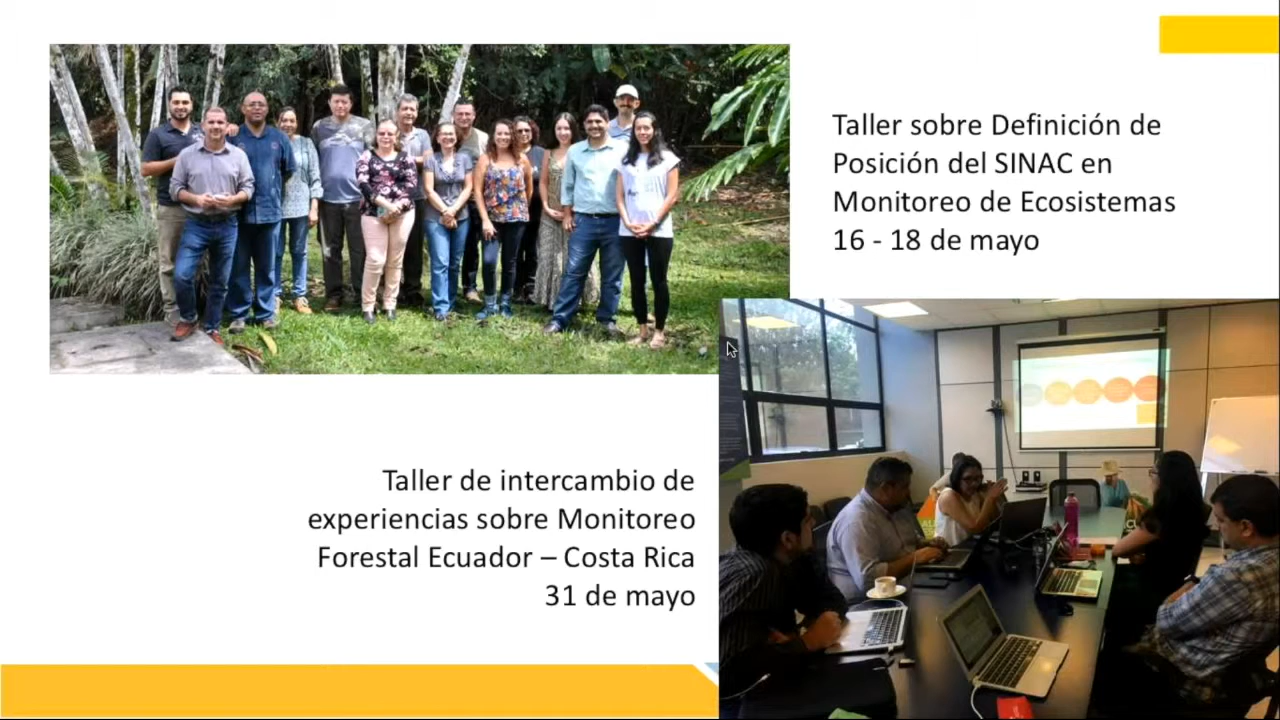 Taller sobre Definición de
Posición del SINAC en
Monitoreo de Ecosistemas
16 - 18 de mayo
Taller de intercambio de
experiencias sobre Monitoreo
Forestal Ecuador – Costa Rica
31 de mayo